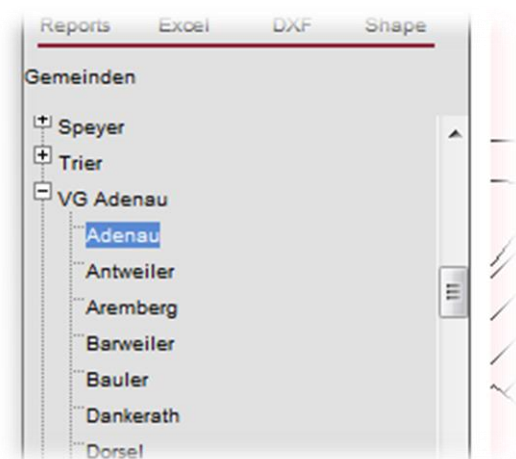 Reports Excel DXF Shape
Gemeinden
Speyer
Trier
VG Adenau
Adenau
Antweiler
Aremberg
Barweiler
Bauler
Dankerath
Dorsel